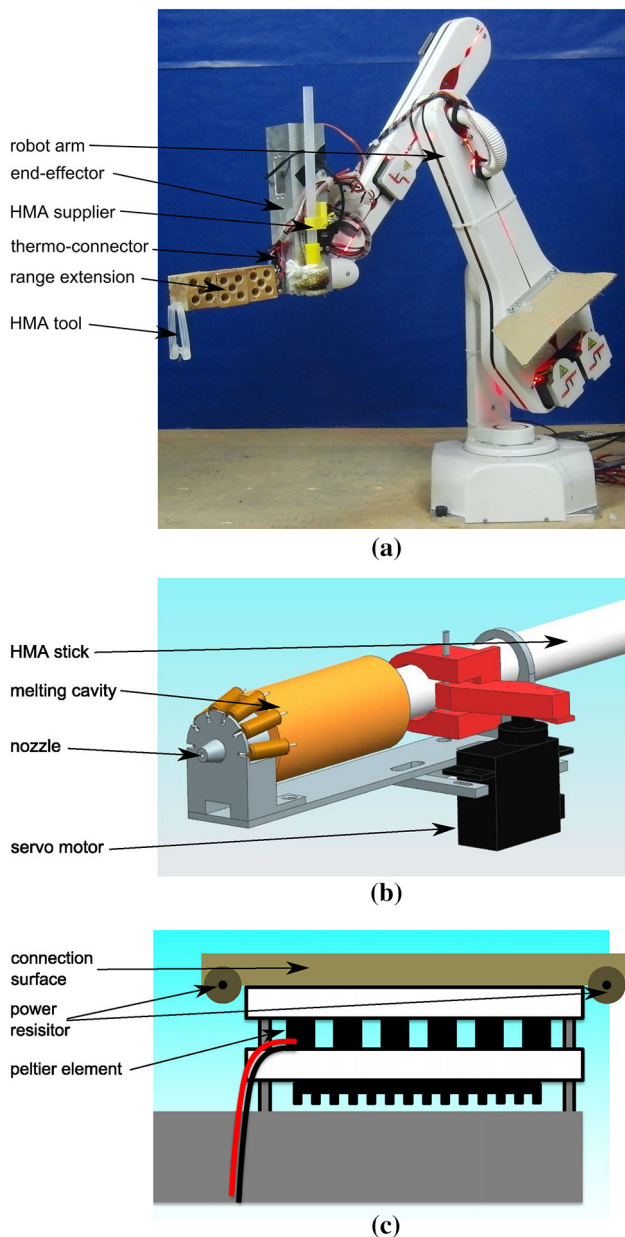 robot arm
end-effector
HMA supplier
thermo-connector
range extension
HMA tool
(a)
HMA stick
melting cavity
nozzle
servo motor
(b)
connection
surface
power
resisitor
peltier element
(c)